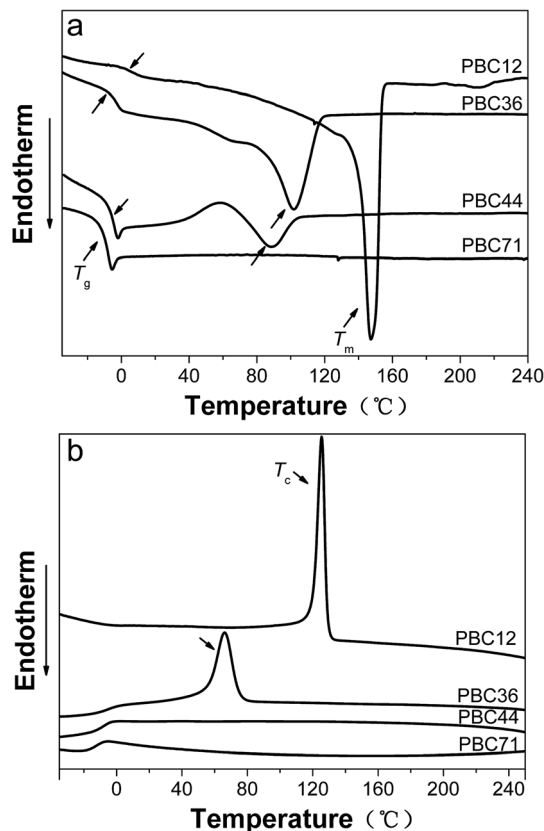 a
PBC12
PBC36
PBC44
PBC71
Endotherm
Tg
Tm
0 40 80 120 160 200 240
Temperature（℃）
b
Tc
PBC12
PBC36
PBC44
PBC71
Endotherm
0 40 80 120 160 200 240
Temperature（℃）